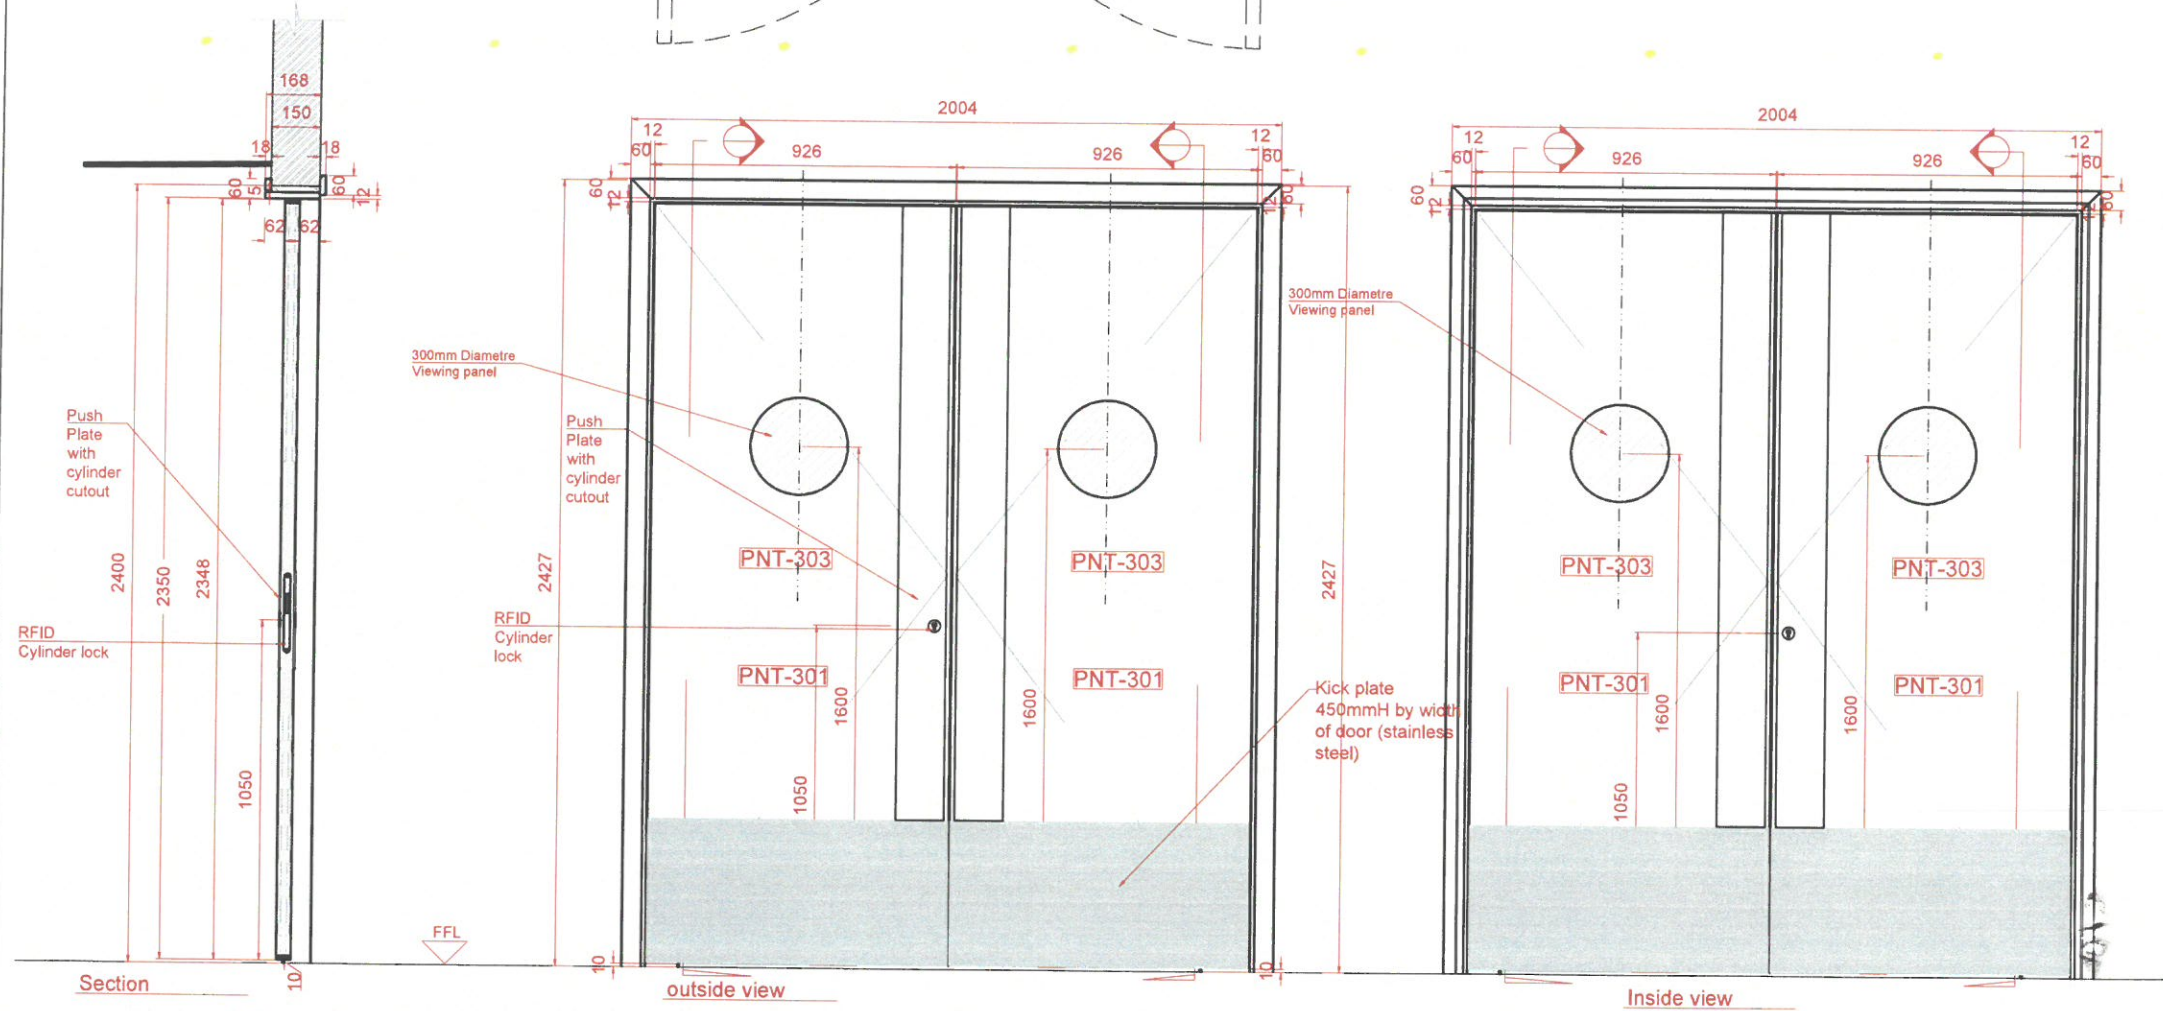 168
150
18
18
60
5
60
12
62
62
Push
Plate
with
cylinder
cutout
2400
2350
2348
RFID
Cylinder lock
1050
10
Section
FFL
2004
12
12
60
926
926
60
60
12
12
60
300mm Diametre
Viewing panel
Push
Plate
with
cylinder
cutout
2427
PNT-303
PNT-303
RFID
Cylinder
lock
PNT-301
PNT-301
1600
1600
1050
10
10
outside view
Kick plate
450mmH by width
of door (stainless
steel)
2004
12
12
60
926
926
60
60
12
60
300mm Diametre
Viewing panel
2427
PNT-303
PNT-303
PNT-301
PNT-301
1600
1600
1050
Inside view